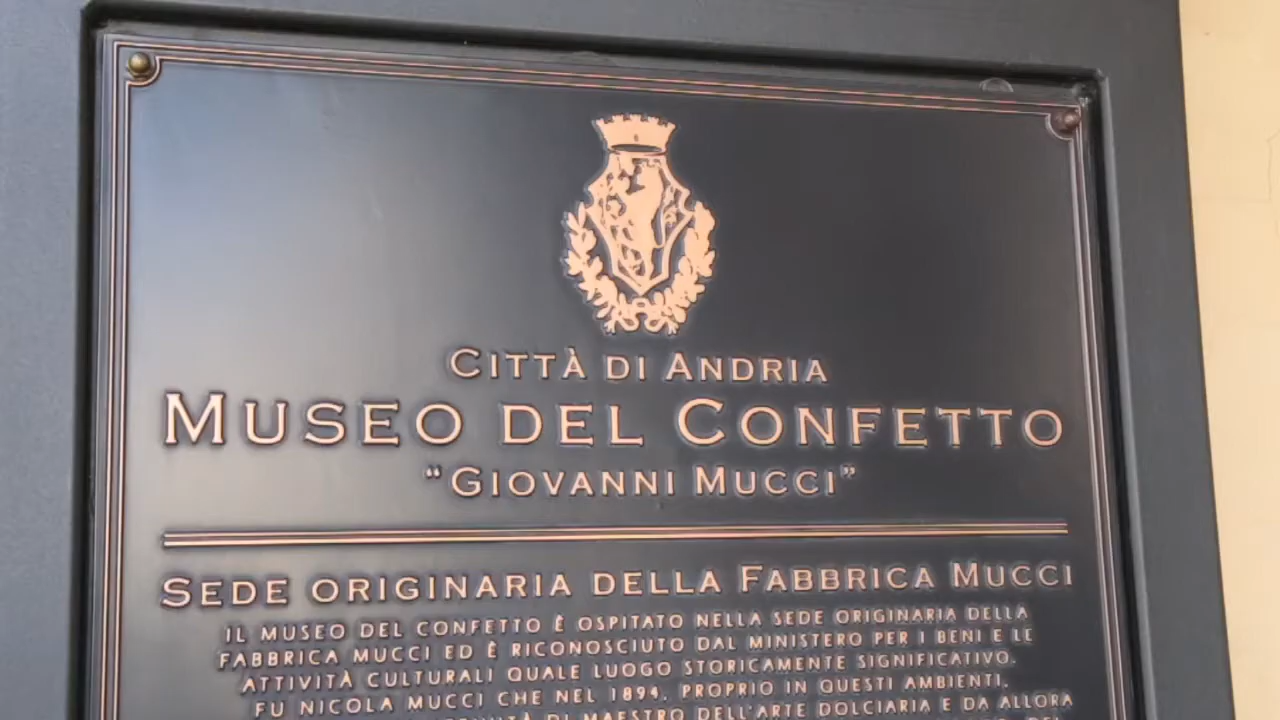 CITTÀ DI ANDRIA
MUSEO DEL CONFETTO
“GIOVANNI MUCCI”
SEDE ORIGINARIA DELLA FABBRICA MUCCI
IL MUSEO DEL CONFETTO È OSPITATO NELLA SEDE ORIGINARIA DELLA
FABBRICA MUCCI ED È RICONOSCIUTO DAL MINISTERO PER I BENI E LE
ATTIVITÀ CULTURALI QUALE LUOGO STORICAMENTE SIGNIFICATIVO.
FU NICOLA MUCCI CHE NEL 1894, PROPRIO IN QUESTI AMBIENTI,
DI MAESTRO DELL'ARTE DOLCIARIA E DA ALLORA